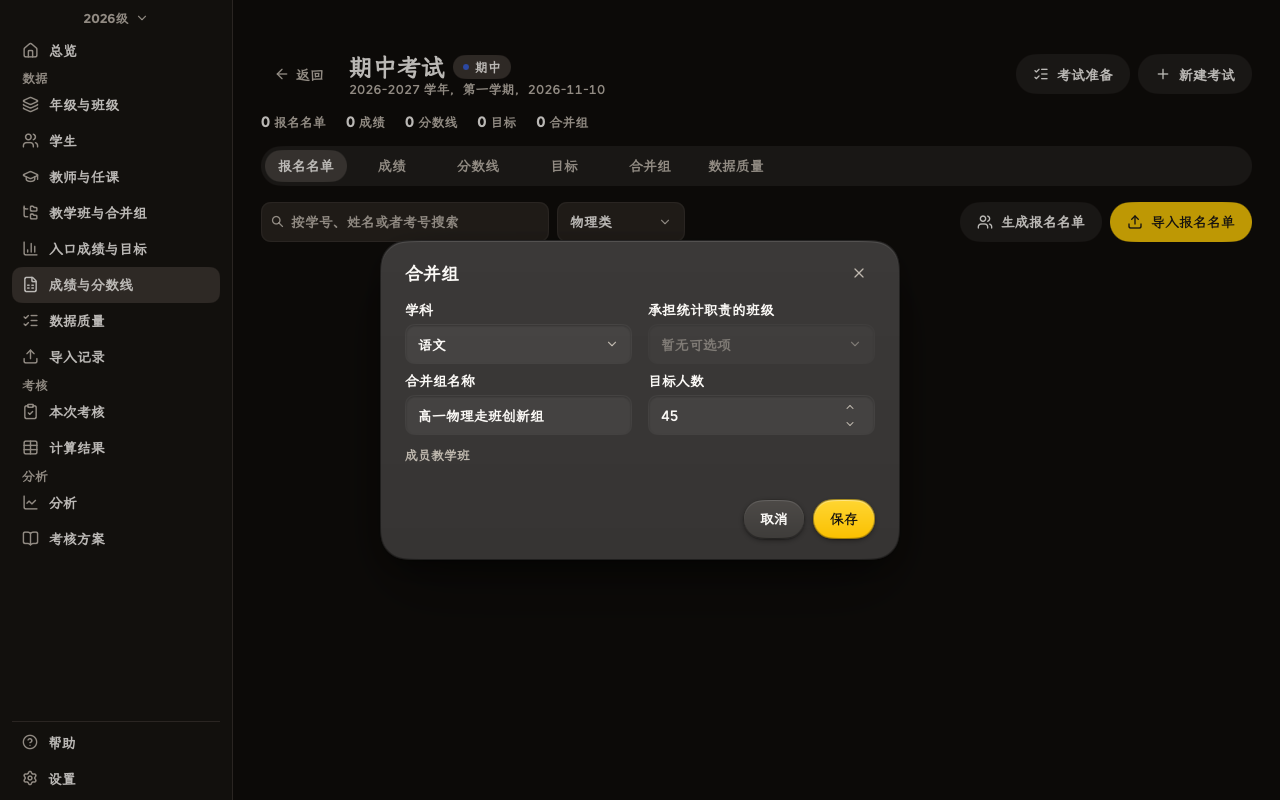 2026级
总览
数据
年级与班级
学生
教师与任课
教学班与合并组
入口成绩与目标
成绩与分数线
数据质量
导入记录
考核
本次考核
计算结果
分析
分析
考核方案
帮助
设置
返回
期中考试
期中
2026-2027 学年，第一学期，2026-11-10
考试准备
新建考试
0 报名名单
0 成绩
0 分数线
0 目标
0 合并组
报名名单
成绩
分数线
目标
合并组
数据质量
按学号、姓名或者考号搜索
物理类
生成报名名单
导入报名名单
合并组
学科
承担统计职责的班级
语文
暂无可选项
合并组名称
目标人数
高一物理走班创新组
45
成员教学班
取消
保存